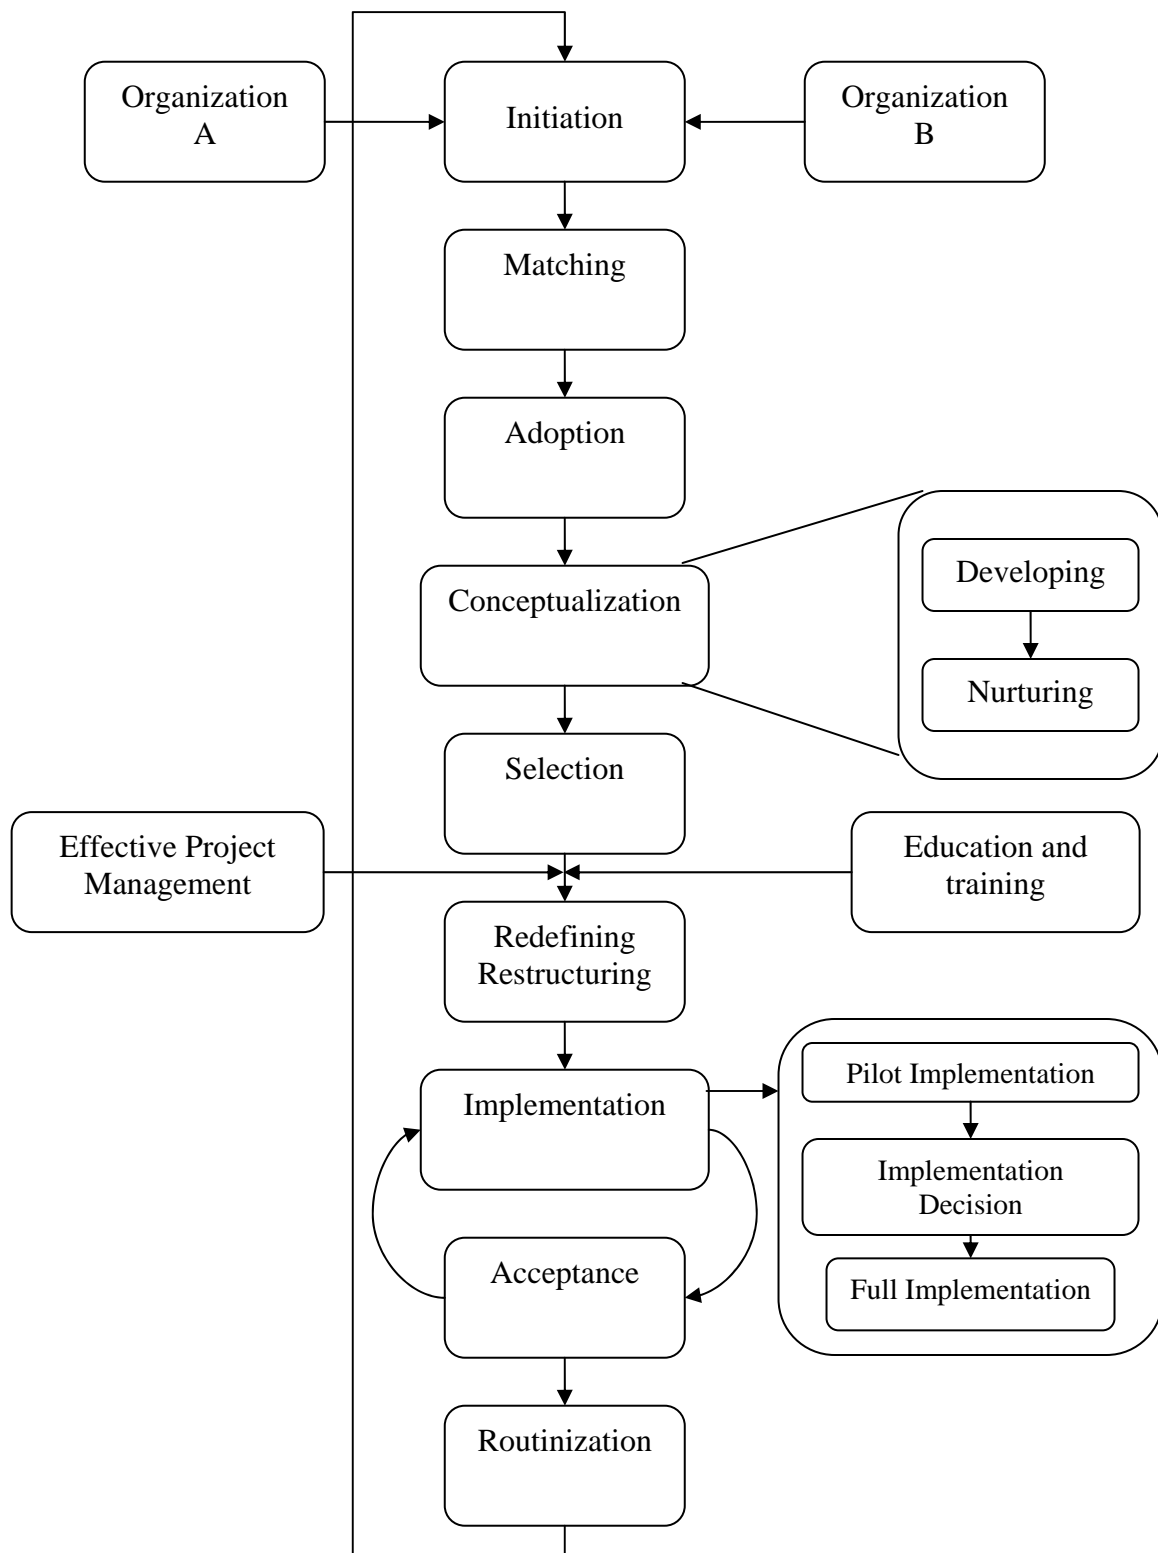 Organization
A
Initiation
Organization
B
Matching
Adoption
Conceptualization
Developing
Nurturing
Selection
Effective Project
Management
Education and
training
Redefining
Restructuring
Implementation
Pilot Implementation
Implementation
Decision
Full Implementation
Acceptance
Routinization